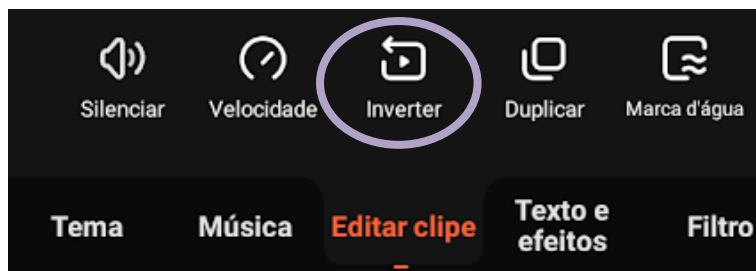 Silenciar
Velocidade
Inverter
Duplicar
Marca d'água
Tema
Música
Editar clipe
Texto e
efeitos
Filtro